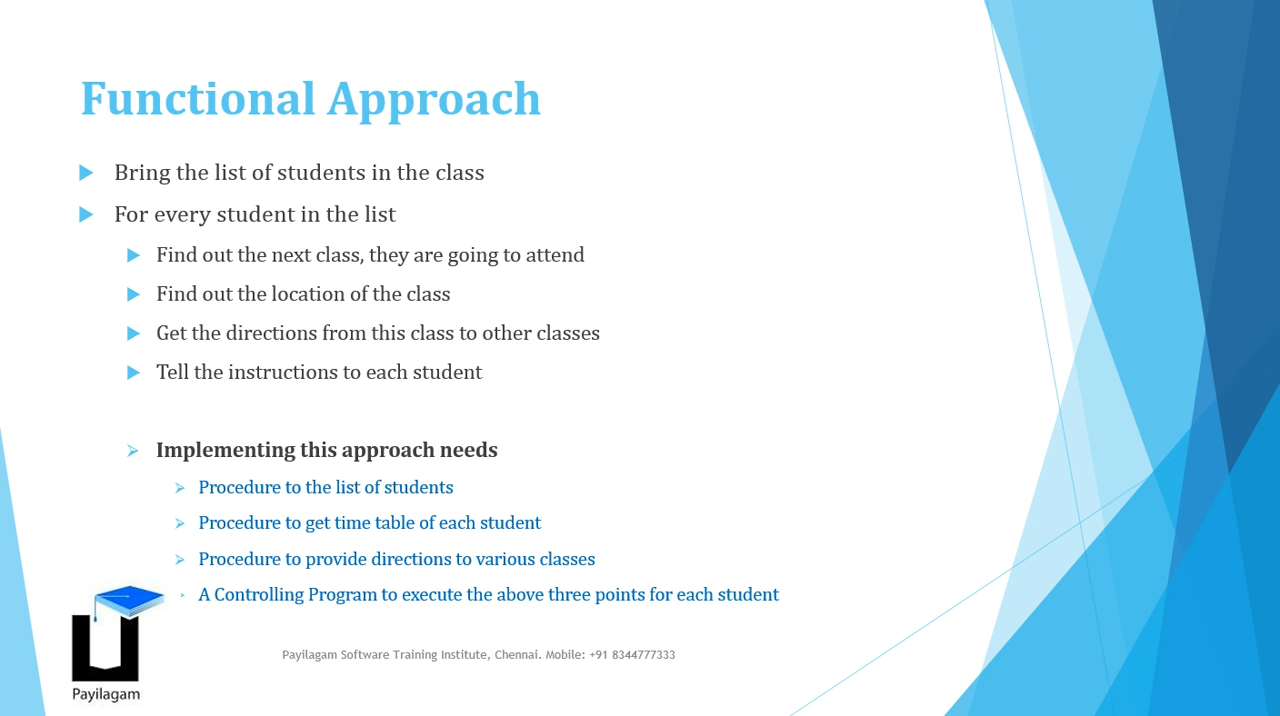 Functional Approach
Bring the list of students in the class
For every student in the list
Find out the next class, they are going to attend
Find out the location of the class
Get the directions from this class to other classes
Tell the instructions to each student
Implementing this approach needs
Procedure to the list of students
Procedure to get time table of each student
Procedure to provide directions to various classes
A Controlling Program to execute the above three points for each student
Payilagam Software Training Institute, Chennai. Mobile: +91 8344777333
Payilagam